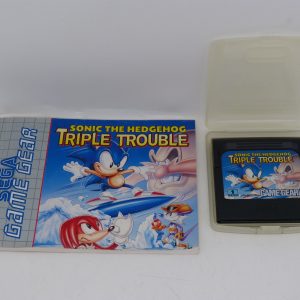 SEGA
GAME GEAR
SONIC THE HEDGEHOG
TRIPLE TROUBLE
SONIC THE HEDGEHOG
TRIPLE TROUBLE
GAME GEAR